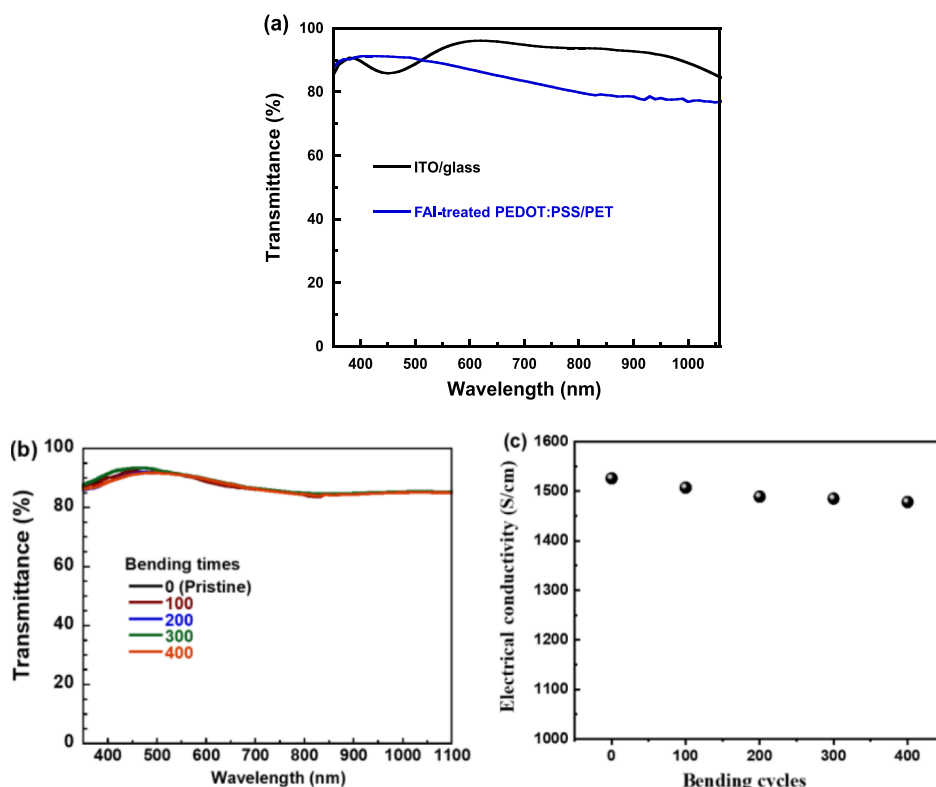 (a)
100
80
60
40
20
0
Transmittance (%)
ITO/glass
FAI-treated PEDOT:PSS/PET
400 500 600 700 800 900 1000
Wavelength (nm)
(b)
100
80
60
40
20
0
Transmittance (%)
Bending times
0 (Pristine)
100
200
300
400
400 500 600 700 800 900 1000 1100
Wavelength (nm)
(c)
1600
1500
1400
1300
1200
1100
1000
Electrical conductivity (S/cm)
0 100 200 300 400
Bending cycles